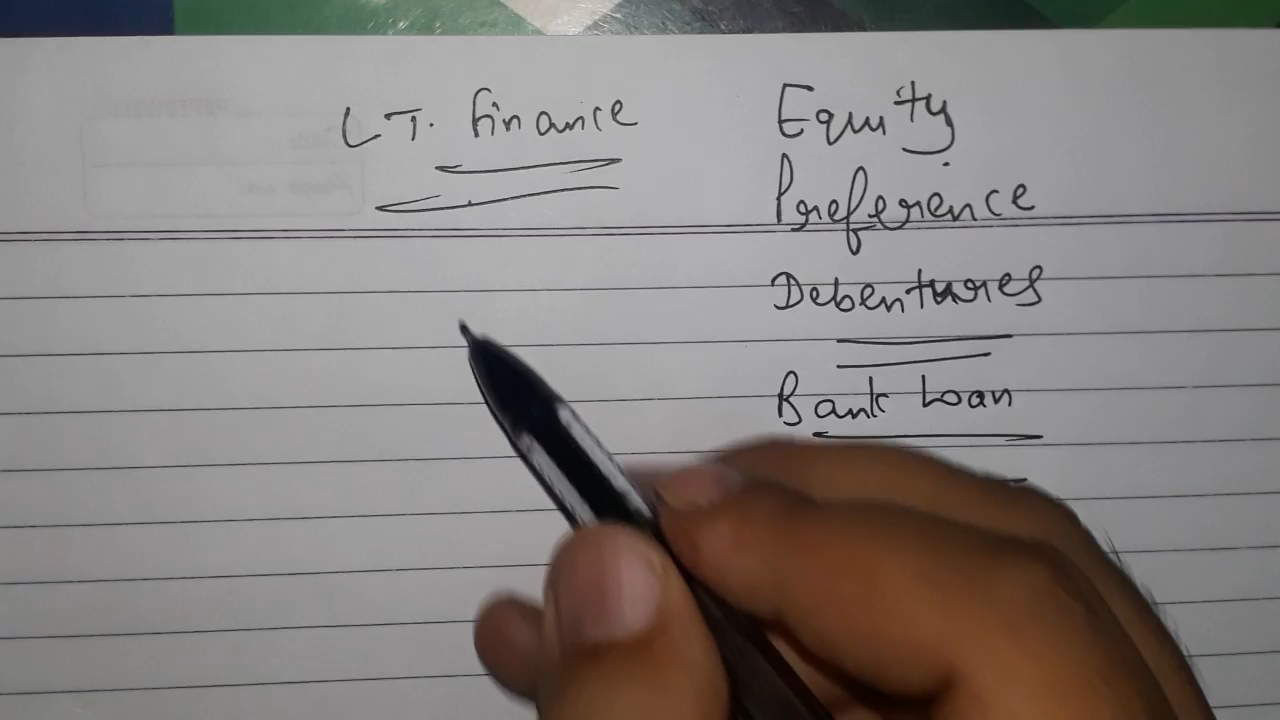 L T. Finance
Equity
Preference
Debentures
Bank Loan